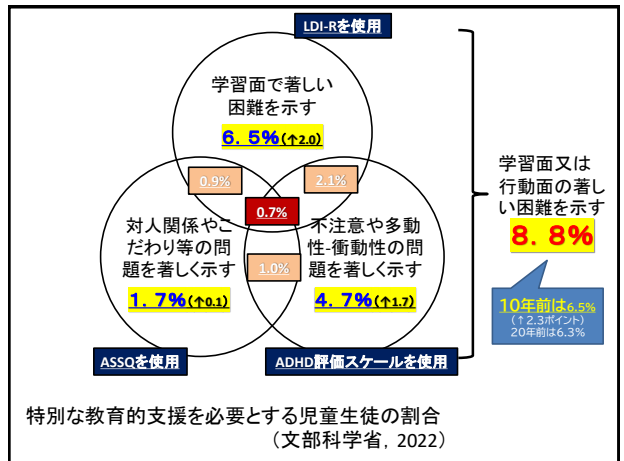 LDI-Rを使用
学習面で著しい
困難を示す
6.5%(↑2.0)
0.9%
2.1%
0.7%
対人関係やこ
だわり等の問
題を著しく示す
1.7%(↑0.1)
不注意や多動
性-衝動性の問
題を著しく示す
4.7%(↑1.7)
1.0%
ASSQを使用
ADHD評価スケールを使用
学習面又は
行動面の著し
い困難を示す
8.8%
10年前は6.5%
(↑2.3ポイント)
20年前は6.3%
特別な教育的支援を必要とする児童生徒の割合
(文部科学省,2022)